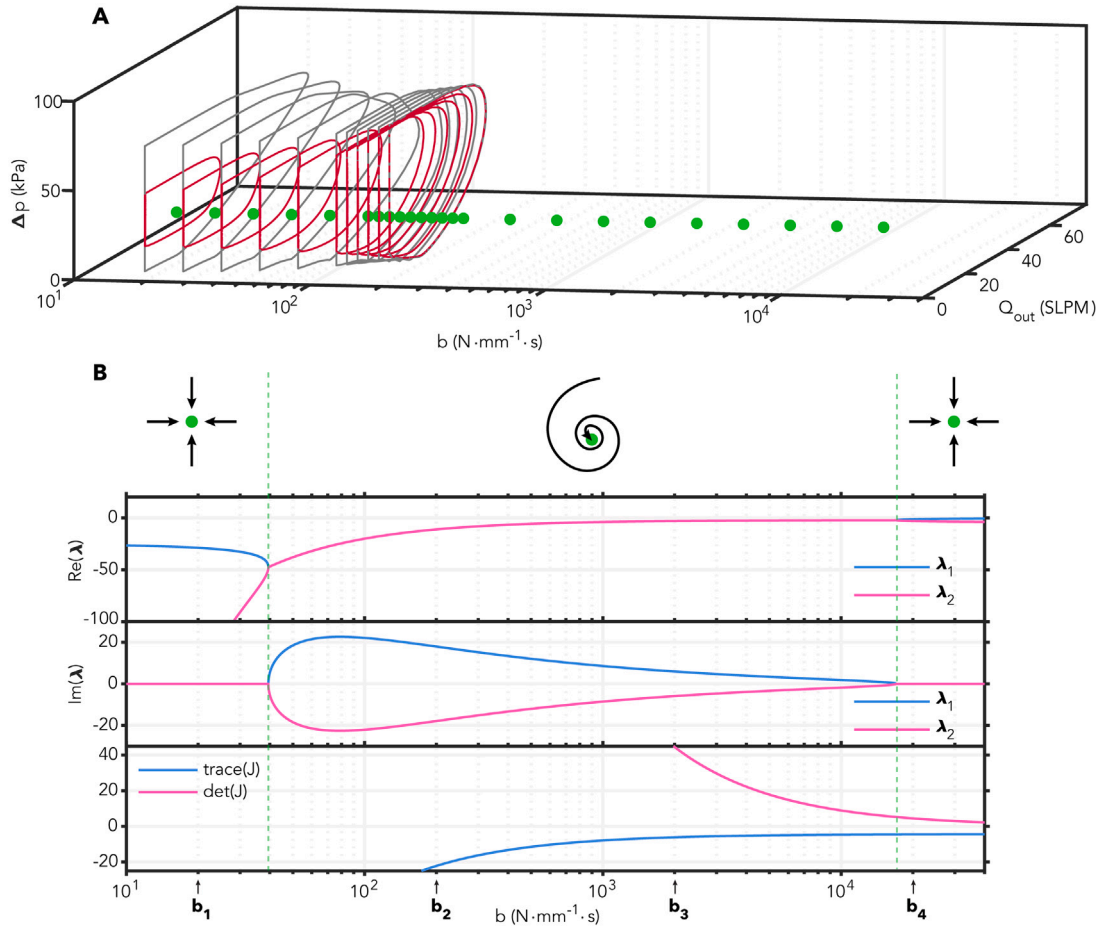 A
100
50
0
Δp (kPa)
10^1
10^2
10^3
10^4
b (N·mm^-1·s)
0
20
40
60
Q_out (SLPM)
B
0
-50
-100
Re(λ)
λ_1
λ_2
20
0
-20
Im(λ)
λ_1
λ_2
40
20
0
-20
trace(J)
det(J)
10^1
10^2
10^3
10^4
b_1
b_2
b_3
b_4
b (N·mm^-1·s)